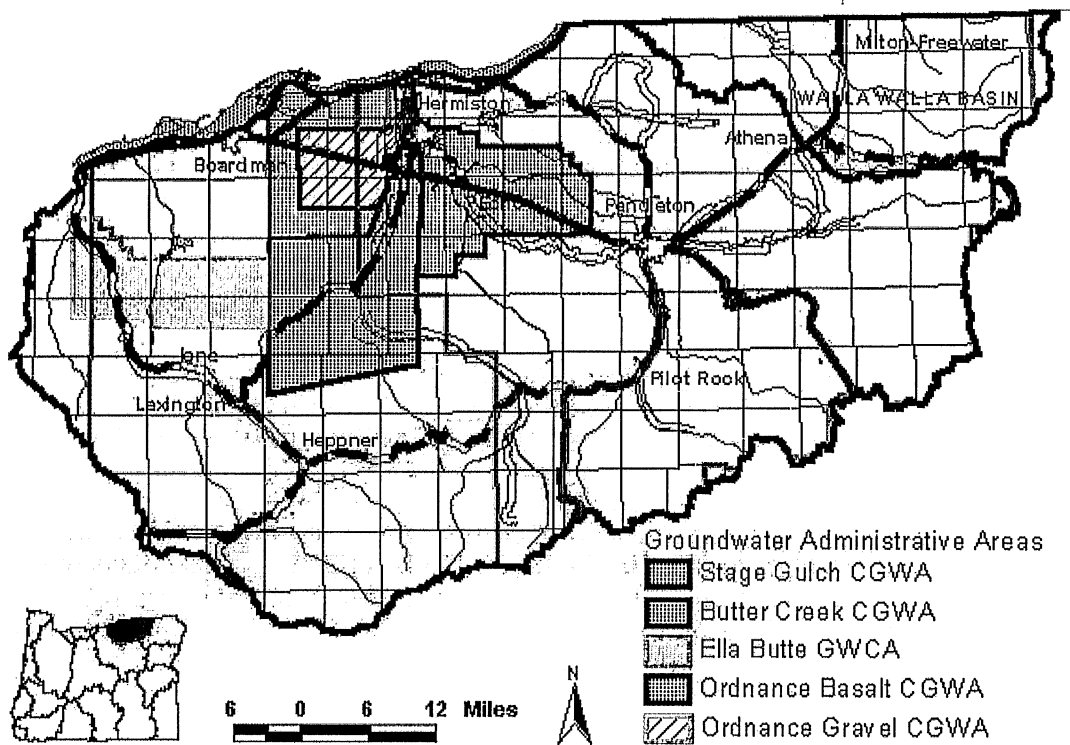 Milton-Freewater
Hermiston
WALLA WALLA BASIN
Athena
Boardman
Pendleton
Ione
Pilot Rock
Lexington
Heppner
Groundwater Administrative Areas
Stage Gulch CGWA
Butter Creek CGWA
Ella Butte GWCA
Ordnance Basalt CGWA
Ordnance Gravel CGWA
6 0 6 12 Miles
N